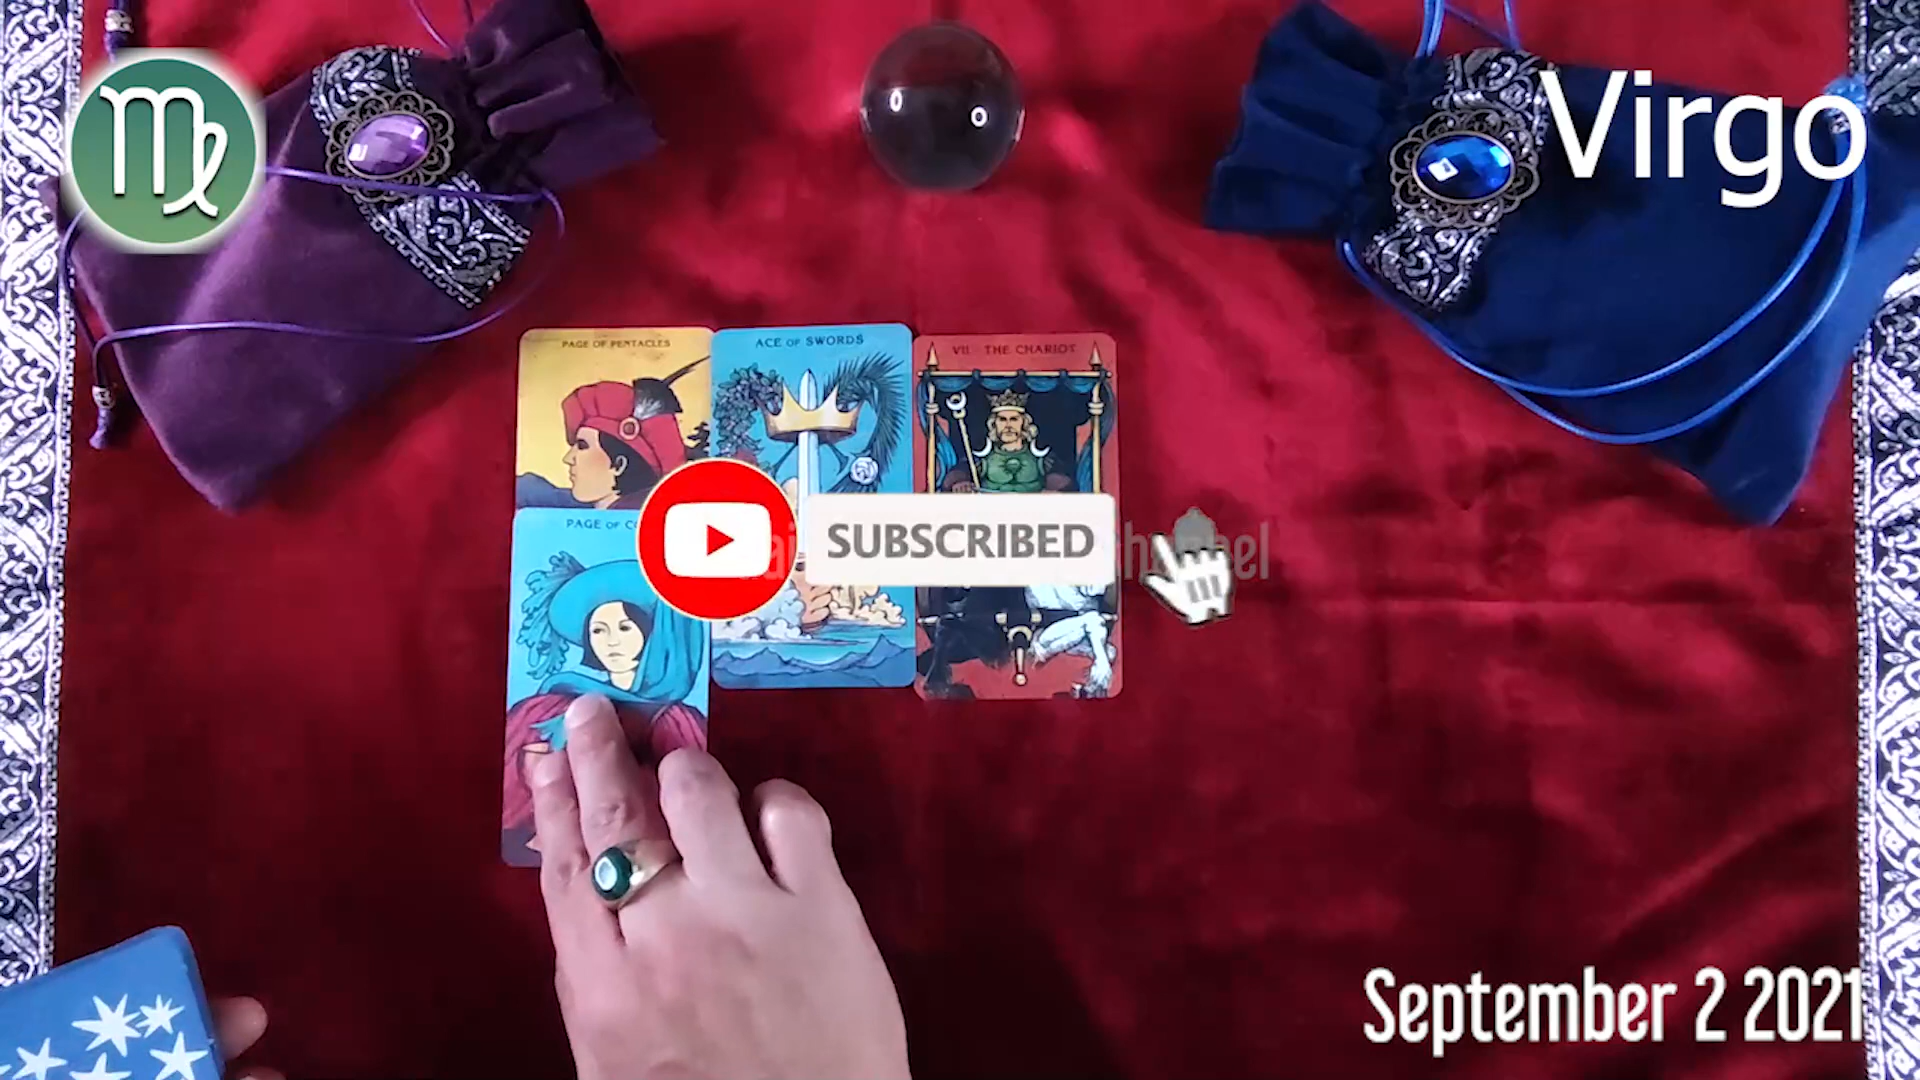 Virgo
PAGE OF PENTACLES
ACE OF SWORDS
VII - THE CHARIOT
PAGE OF
SUBSCRIBED
September 2 2021